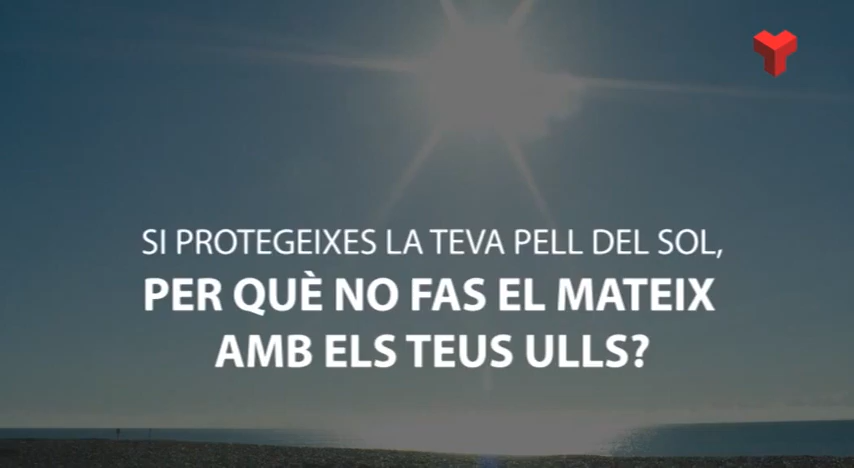 SI PROTEGEIXES LA TEVA PELL DEL SOL,
PER QUÈ NO FAS EL MATEIX
AMB ELS TEUS ULLS?